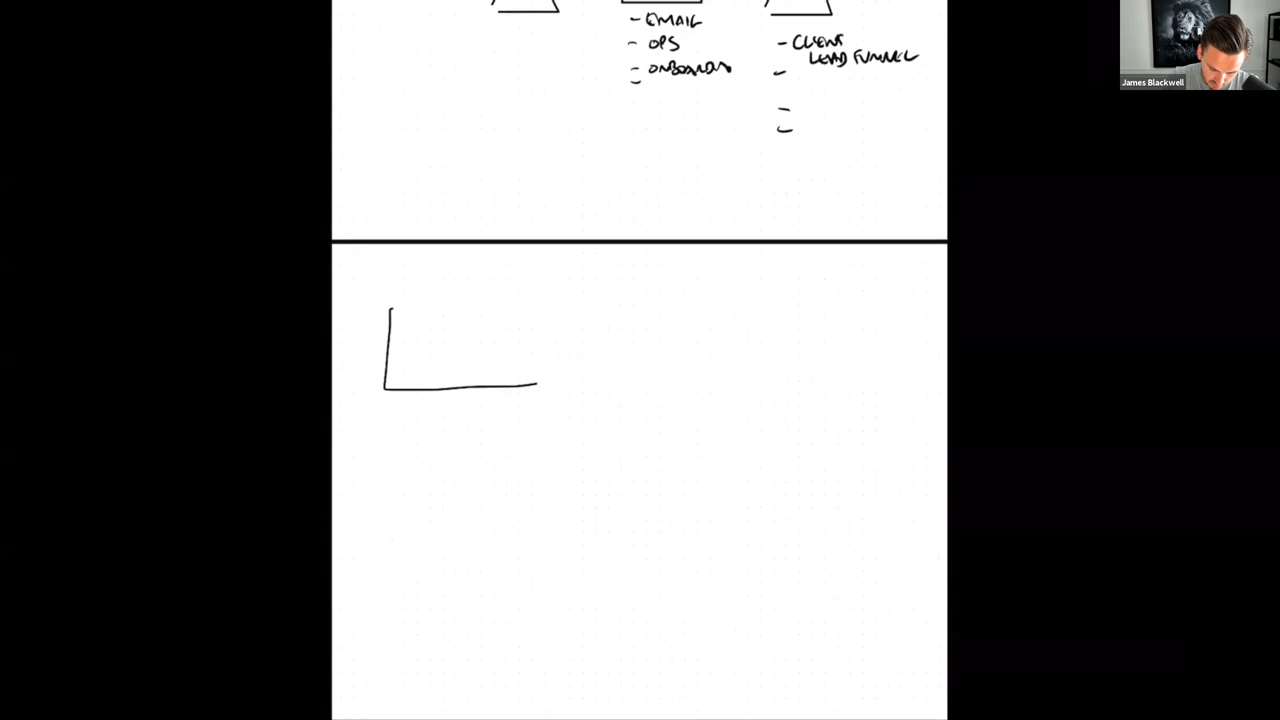 - EMAIL
- OPS
- ONBOARDING
- CLIENT
LEAD FUNNEL
James Blackwell